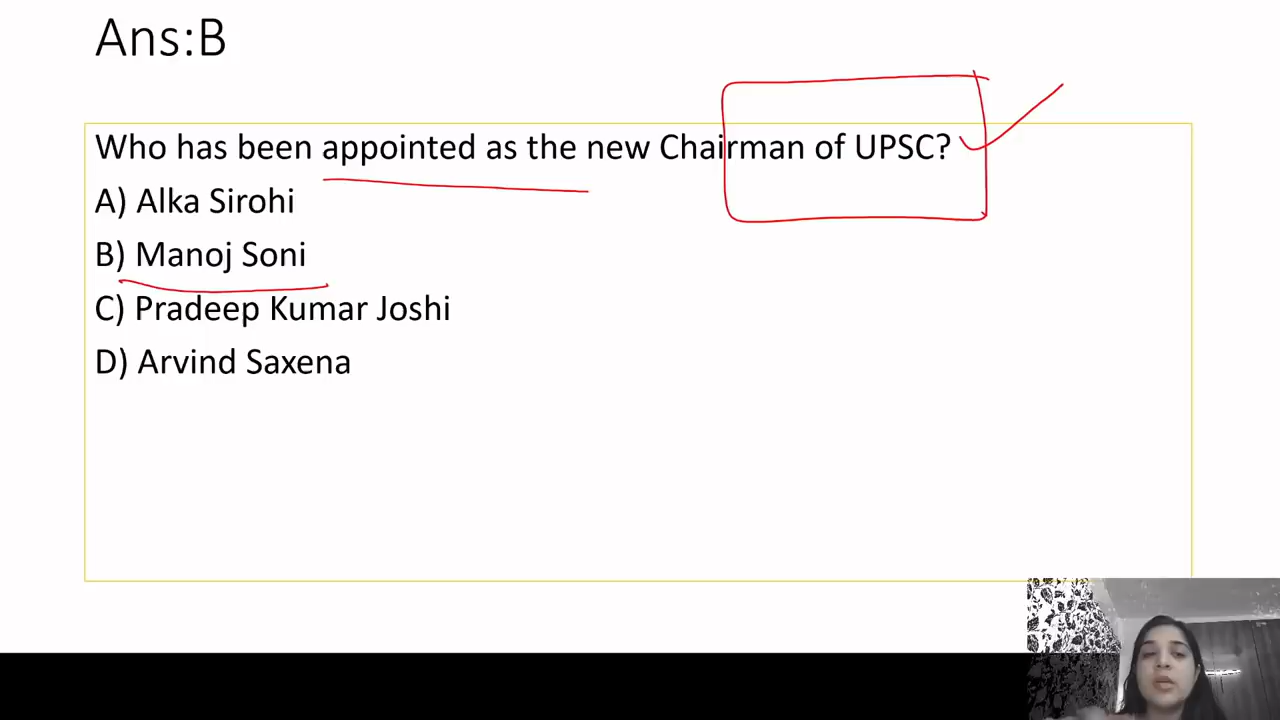 Ans:B
Who has been appointed as the new Chairman of UPSC?
A) Alka Sirohi
B) Manoj Soni
C) Pradeep Kumar Joshi
D) Arvind Saxena